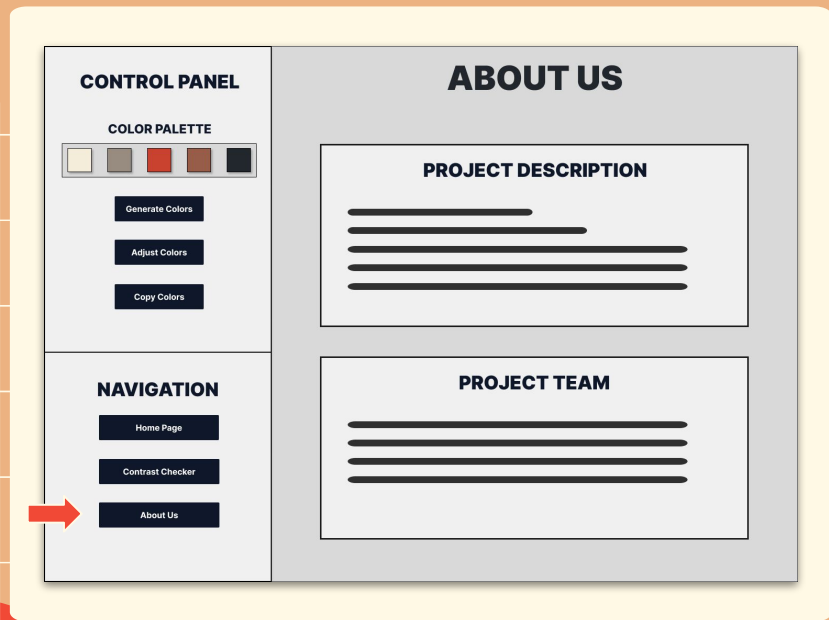 CONTROL PANEL
COLOR PALETTE
Generate Colors
Adjust Colors
Copy Colors
NAVIGATION
Home Page
Contrast Checker
About Us
ABOUT US
PROJECT DESCRIPTION
PROJECT TEAM